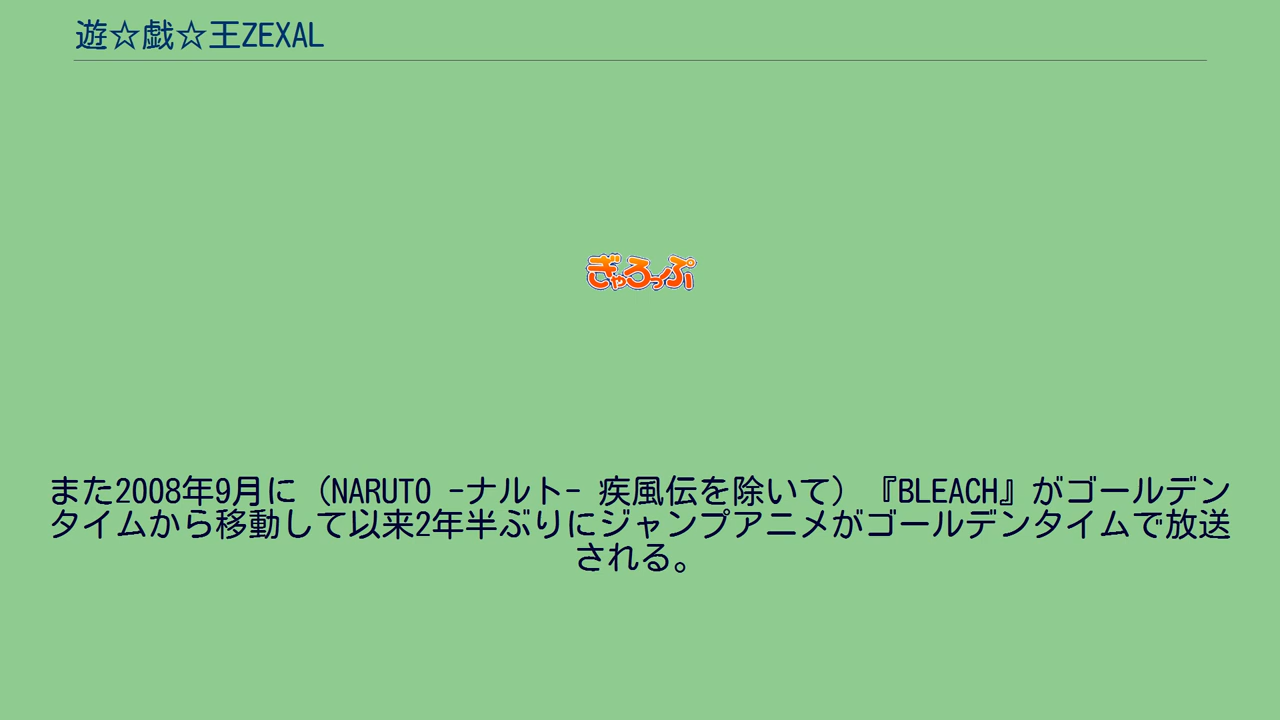 遊☆戯☆王ZEXAL
ぎゃろっぷ
また2008年9月に（NARUTO -ナルト- 疾風伝を除いて）『BLEACH』がゴールデン
タイムから移動して以来2年半ぶりにジャンプアニメがゴールデンタイムで放送
される。